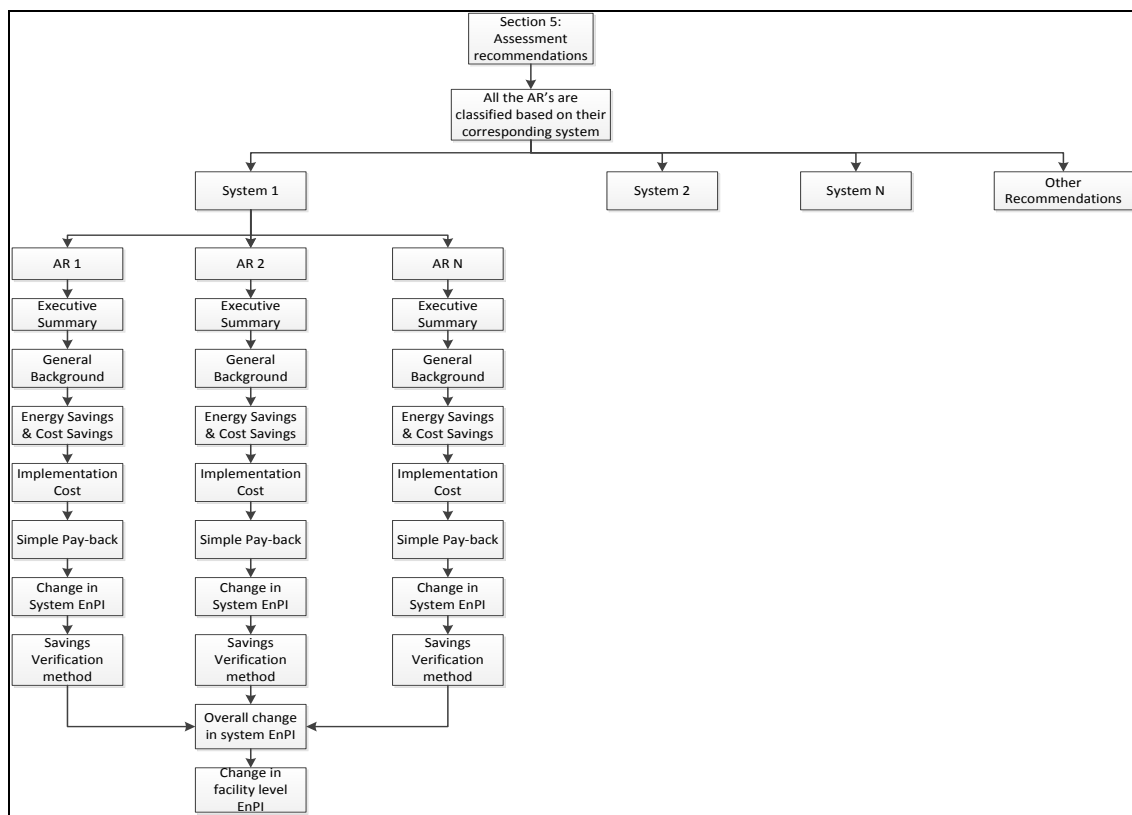 Section 5:
Assessment
recommendations
All the AR's are
classified based on their
corresponding system
System 1
System 2
System N
Other
Recommendations
AR 1
AR 2
AR N
Executive
Summary
Executive
Summary
Executive
Summary
General
Background
General
Background
General
Background
Energy Savings
& Cost Savings
Energy Savings
& Cost Savings
Energy Savings
& Cost Savings
Implementation
Cost
Implementation
Cost
Implementation
Cost
Simple Pay-back
Simple Pay-back
Simple Pay-back
Change in
System EnPI
Change in
System EnPI
Change in
System EnPI
Savings
Verification
method
Savings
Verification
method
Savings
Verification
method
Overall change
in system EnPI
Change in
facility level
EnPI